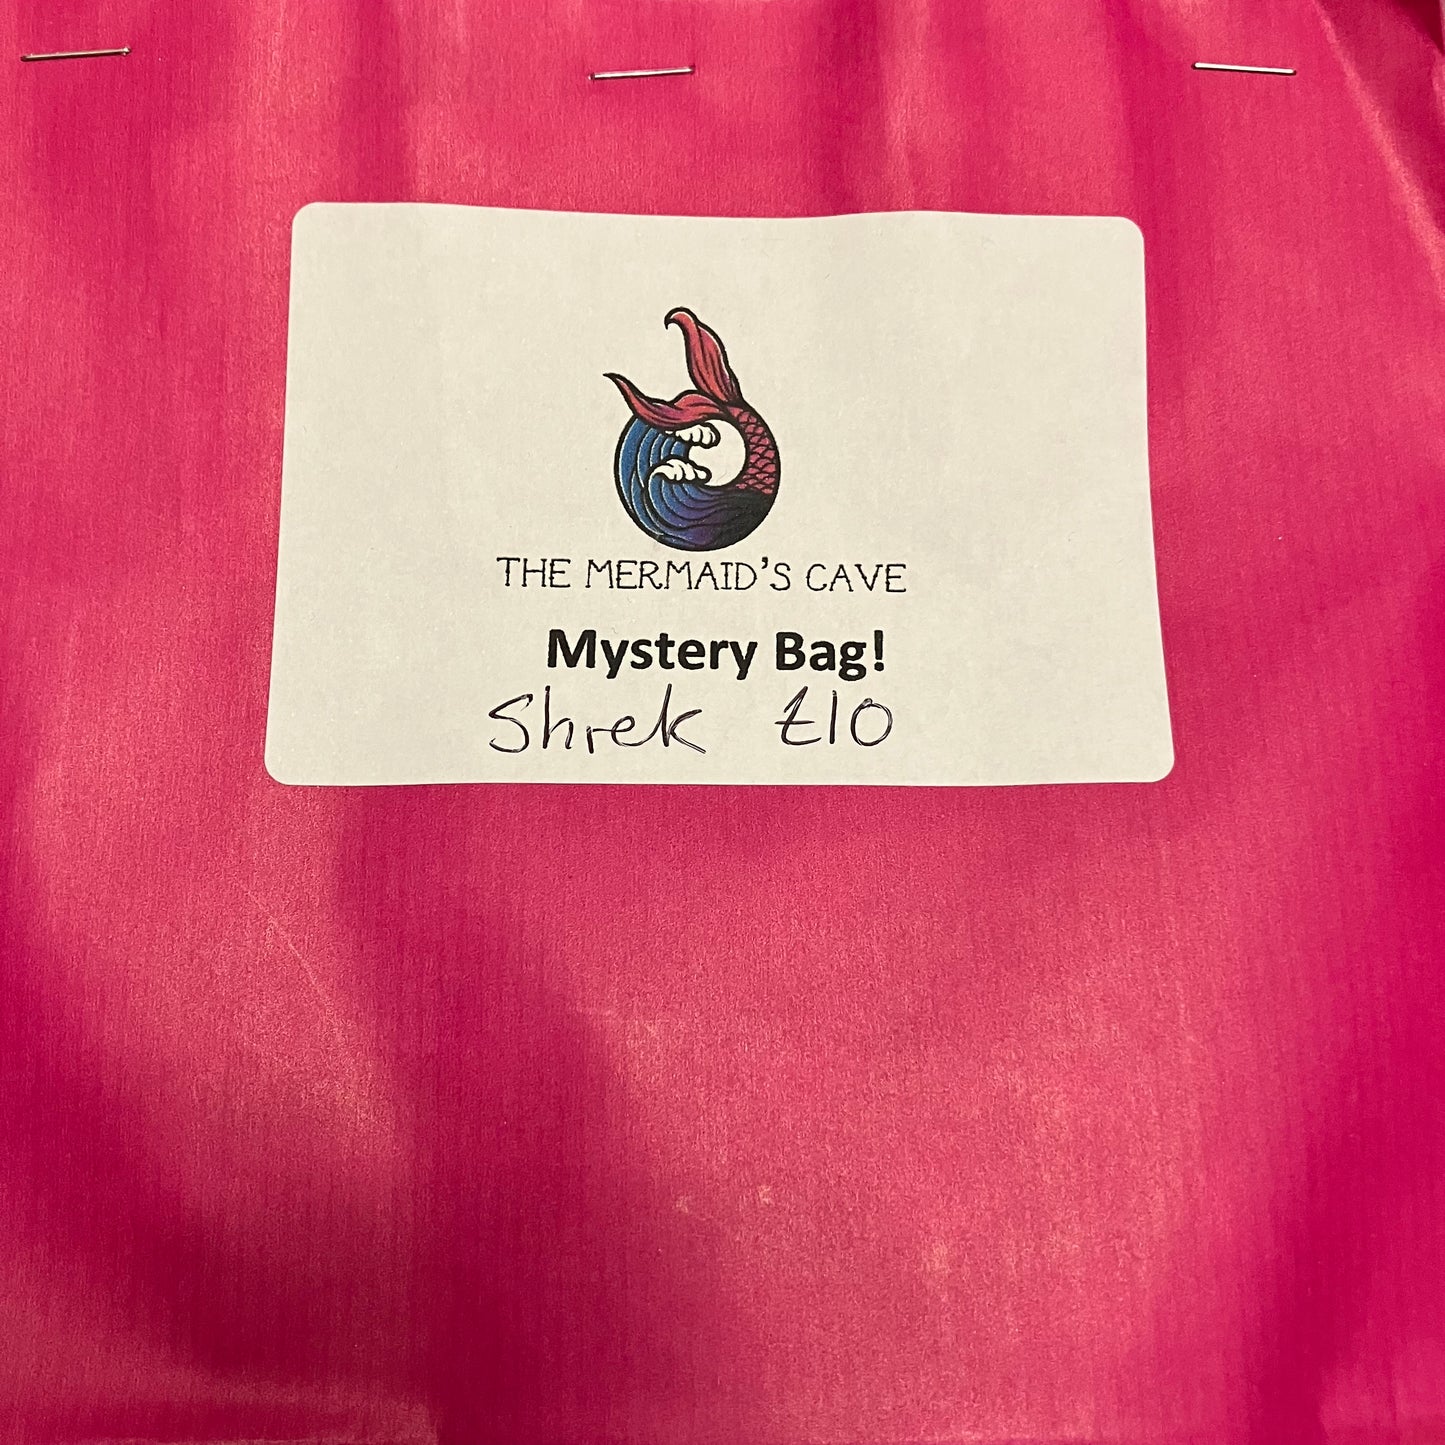 THE MERMAID'S CAVE
Mystery Bag!
Shrek £10